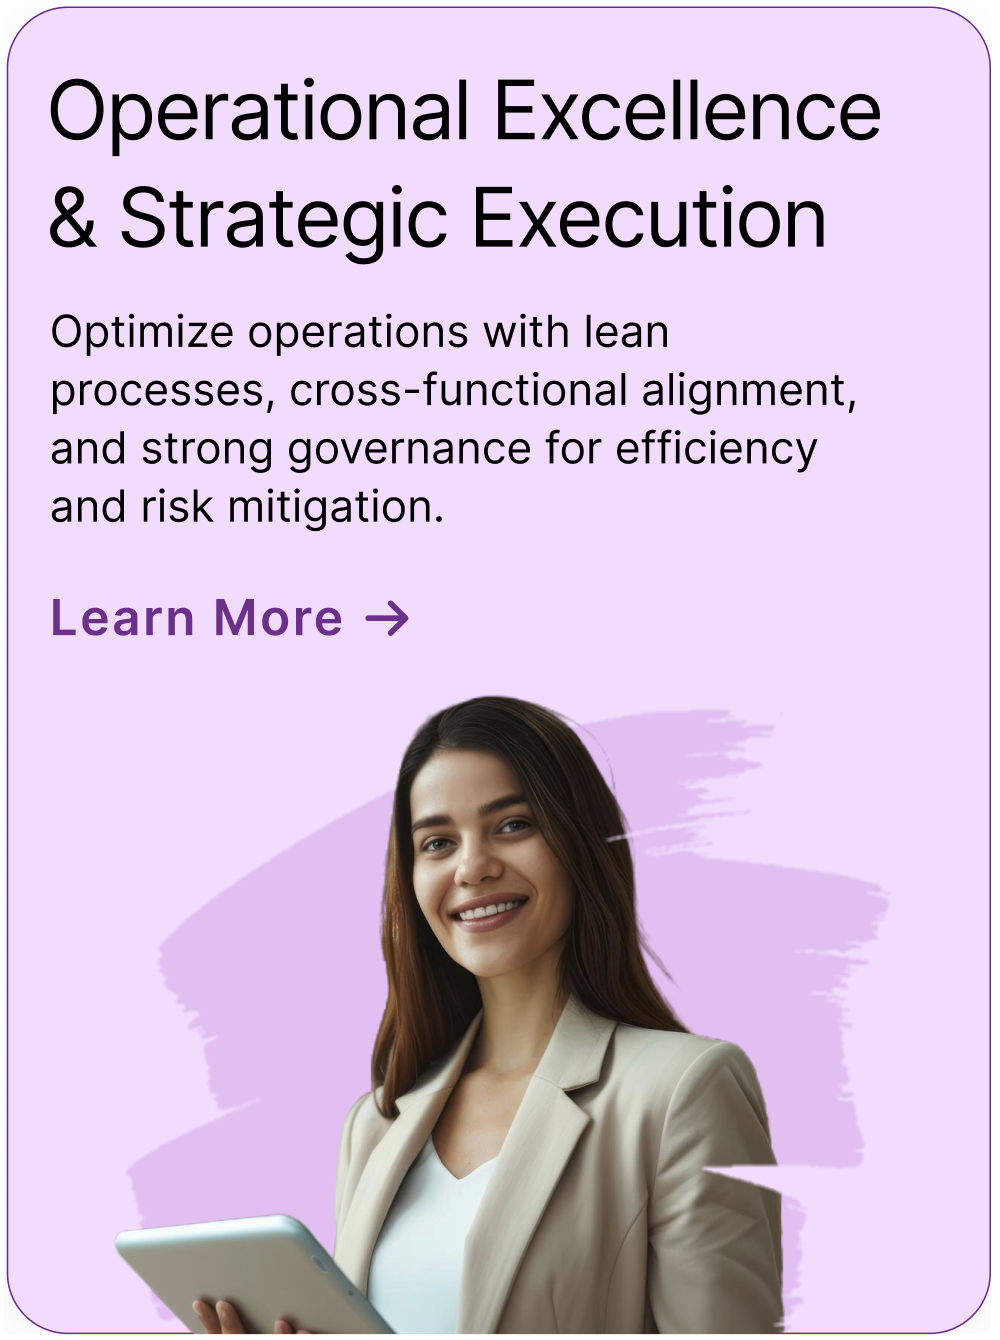 Operational Excellence
& Strategic Execution
Optimize operations with lean
processes, cross-functional alignment,
and strong governance for efficiency
and risk mitigation.
Learn More →